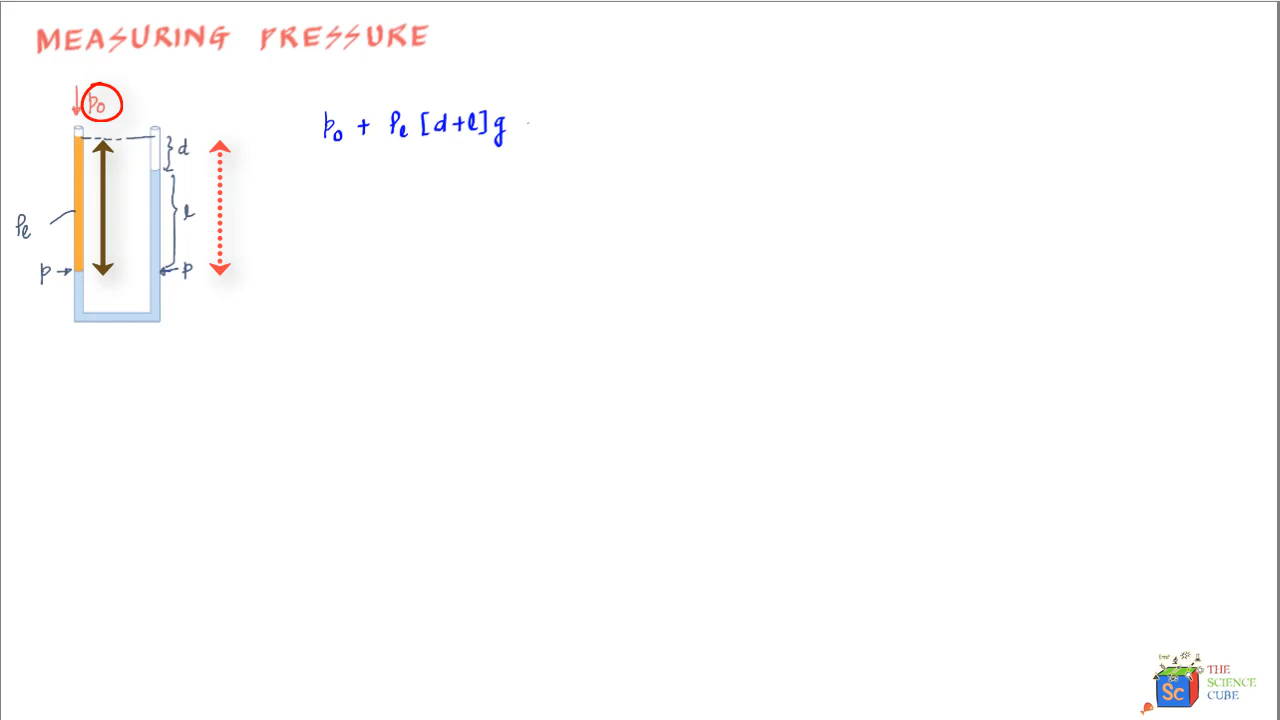 MEASURING PRESSURE
p₀
p₀ + ρₑ [d+l]g
d
l
ρₑ
p
p
Sc
THE
SCIENCE
CUBE